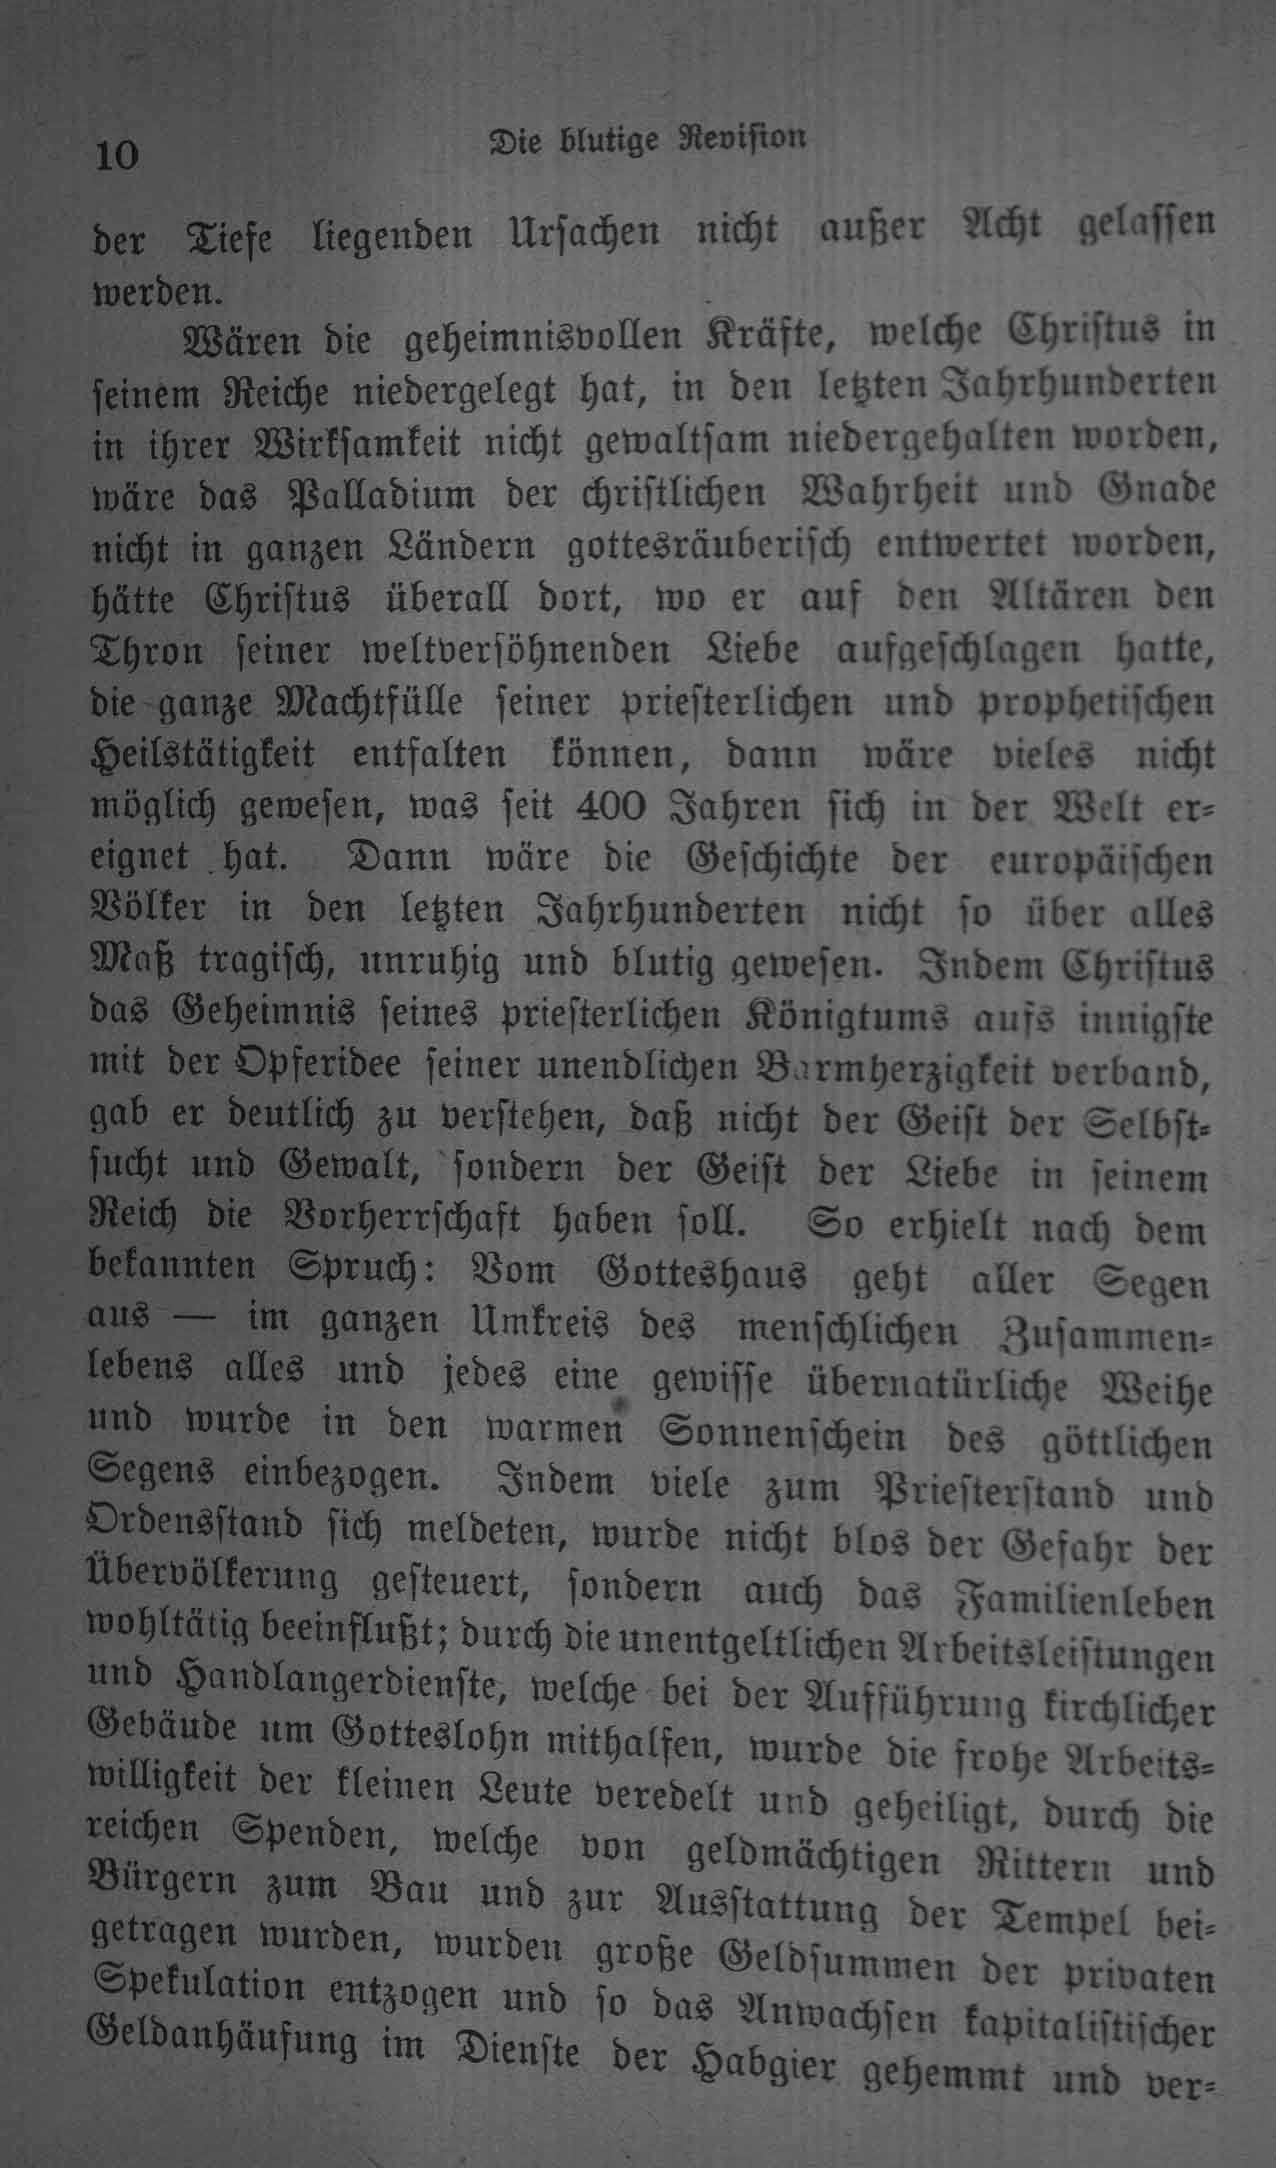 10
Die blutige Revision
der Tiefe liegenden Ursachen nicht außer Acht gelassen
werden.
Wären die geheimnisvollen Kräfte, welche Christus in
seinem Reiche niedergelegt hat, in den letzten Jahrhunderten
in ihrer Wirksamkeit nicht gewaltsam niedergehalten worden,
wäre das Palladium der christlichen Wahrheit und Gnade
nicht in ganzen Ländern gottesräuberisch entwertet worden,
hätte Christus überall dort, wo er auf den Altären den
Thron seiner weltversöhnenden Liebe aufgeschlagen hatte,
die ganze Machtfülle seiner priesterlichen und prophetischen
Heilstätigkeit entfalten können, dann wäre vieles nicht
möglich gewesen, was seit 400 Jahren sich in der Welt er-
eignet hat. Dann wäre die Geschichte der europäischen
Völker in den letzten Jahrhunderten nicht so über alles
Maß tragisch, unruhig und blutig gewesen. Indem Christus
das Geheimnis seines priesterlichen Königtums aufs innigste
mit der Opferidee seiner unendlichen Barmherzigkeit verband,
gab er deutlich zu verstehen, daß nicht der Geist der Selbst-
sucht und Gewalt, sondern der Geist der Liebe in seinem
Reich die Vorherrschaft haben soll. So erhielt nach dem
bekannten Spruch: Vom Gotteshaus geht aller Segen
aus — im ganzen Umkreis des menschlichen Zusammen-
lebens alles und jedes eine gewisse übernatürliche Weihe
und wurde in den warmen Sonnenschein des göttlichen
Segens einbezogen. Indem viele zum Priesterstand und
Ordensstand sich meldeten, wurde nicht blos der Gefahr der
Übervölkerung gesteuert, sondern auch das Familienleben
wohltätig beeinflußt; durch die unentgeltlichen Arbeitsleistungen
und Handlangerdienste, welche bei der Aufführung kirchlicher
Gebäude um Gotteslohn mithalfen, wurde die frohe Arbeits-
willigkeit der kleinen Leute veredelt und geheiligt, durch die
reichen Spenden, welche von geldmächtigen Rittern und
Bürgern zum Bau und zur Ausstattung der Tempel bei-
getragen wurden, wurden große Geldsummen der privaten
Spekulation entzogen und so das Anwachsen kapitalistischer
Geldanhäufung im Dienste der Habgier gehemmt und ver-